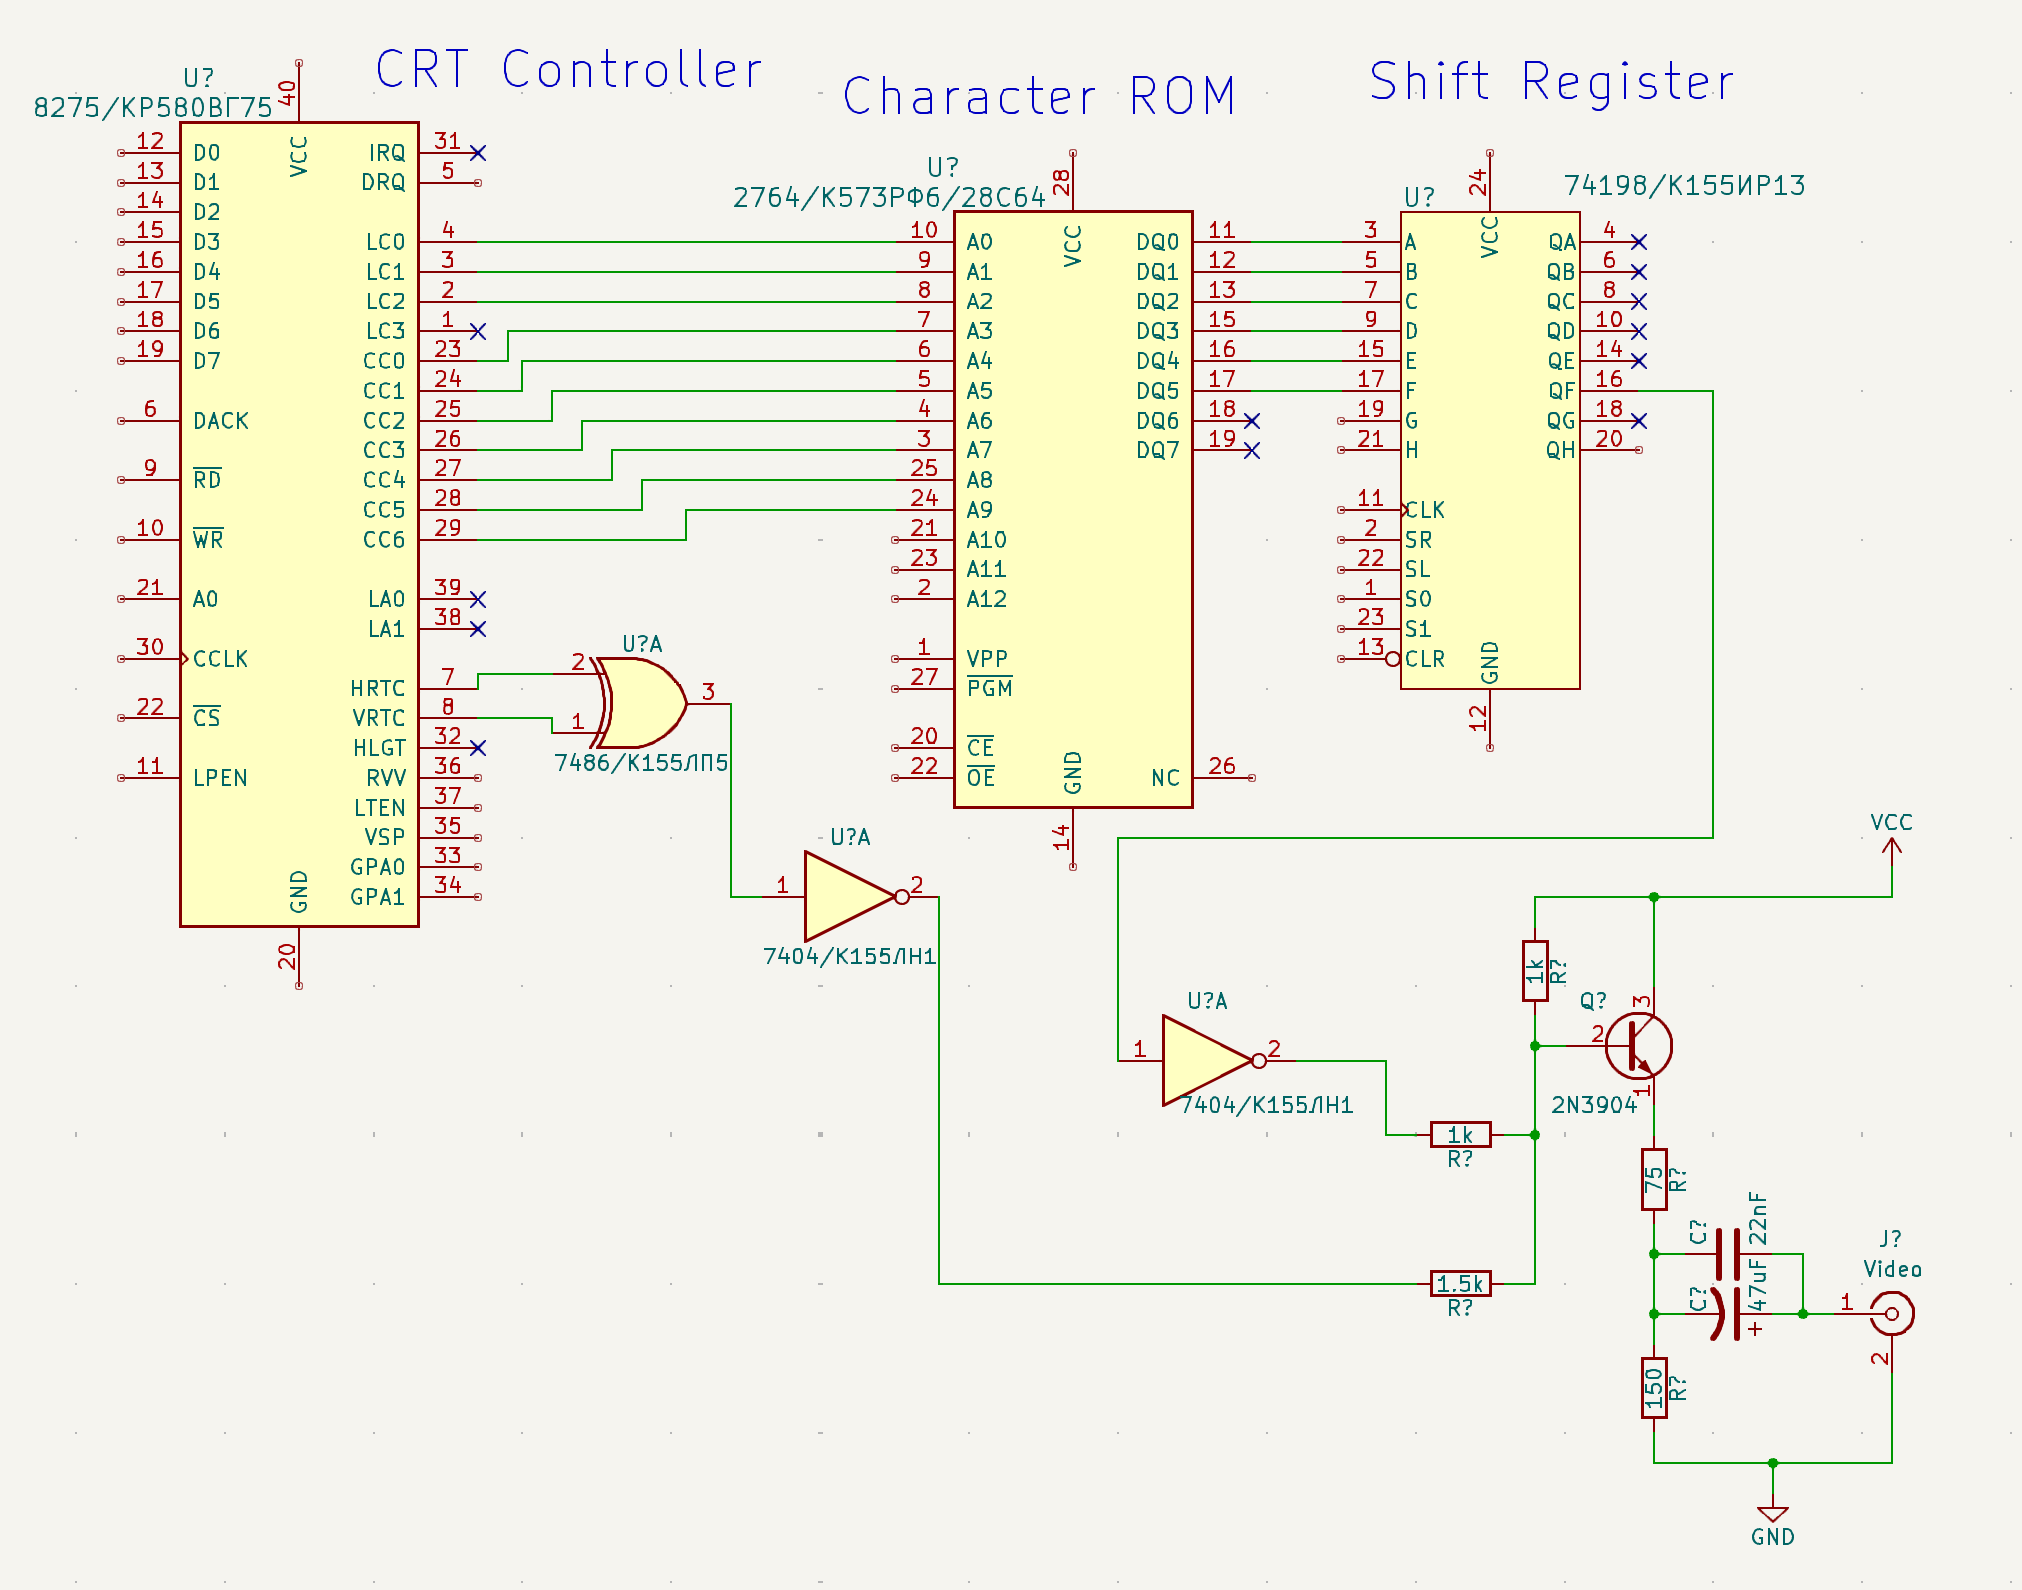 CRT Controller
Character ROM
Shift Register
U?
8275/КР580ВГ75
40
VCC
12 D0
13 D1
14 D2
15 D3
16 D4
17 D5
18 D6
19 D7
6 DACK
9 RD
10 WR
21 A0
30 CCLK
22 CS
11 LPEN
IRQ 31
DRQ 5
LC0 4
LC1 3
LC2 2
LC3 1
CC0 23
CC1 24
CC2 25
CC3 26
CC4 27
CC5 28
CC6 29
LA0 39
LA1 38
HRTC 7
VRTC 8
HLGT 32
RVV 36
LTEN 37
VSP 35
GPA0 33
GPA1 34
GND
20
U?A
2
1
3
7486/К155ЛП5
U?A
1
2
7404/К155ЛН1
U?
2764/К573РФ6/28C64
28
VCC
10 A0
9 A1
8 A2
7 A3
6 A4
5 A5
4 A6
3 A7
25 A8
24 A9
21 A10
23 A11
2 A12
1 VPP
27 PGM
20 CE
22 OE
DQ0 11
DQ1 12
DQ2 13
DQ3 15
DQ4 16
DQ5 17
DQ6 18
DQ7 19
NC 26
GND
14
U?
74198/К155ИР13
24
VCC
3 A
5 B
7 C
9 D
15 E
17 F
19 G
21 H
11 CLK
2 SR
22 SL
1 S0
23 S1
13 CLR
QA 4
QB 6
QC 8
QD 10
QE 14
QF 16
QG 18
QH 20
GND
12
U?A
1
2
7404/К155ЛН1
VCC
1k
R?
Q?
3
2
1
2N3904
1k
R?
1.5k
R?
75
R?
C?
22nF
C?
47uF
+
J?
Video
1
2
150
R?
GND